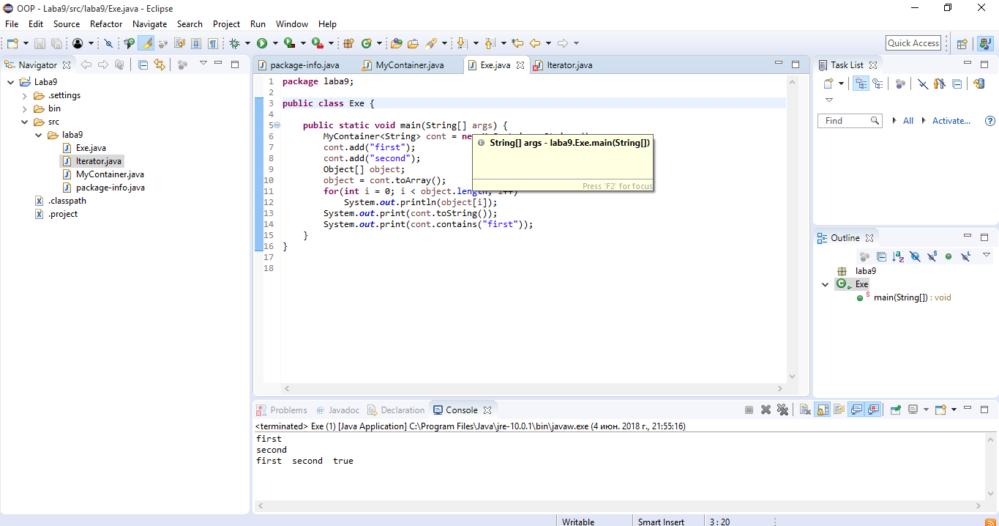 OOP - Laba9/src/laba9/Exe.java - Eclipse
File Edit Source Refactor Navigate Search Project Run Window Help
Quick Access
Navigator
Laba9
.settings
bin
src
laba9
Exe.java
Iterator.java
MyContainer.java
package-info.java
.classpath
.project
package-info.java MyContainer.java Exe.java Iterator.java
1 package laba9;
2
3 public class Exe {
4
5 public static void main(String[] args) {
6 MyContainer<String> cont =
7 cont.add("first");
8 cont.add("second");
9 Object[] object;
10 object = cont.toArray();
11 for(int i = 0; i < object.length; i++)
12 System.out.println(object[i]);
13 System.out.print(cont.toString());
14 System.out.print(cont.contains("first"));
15 }
16 }
17
18
String[] args - laba9.Exe.main(String[])
Press 'F2' for focus
Task List
Find All Activate...
Outline
laba9
Exe
main(String[]) : void
Problems @ Javadoc Declaration Console
<terminated> Exe (1) [Java Application] C:\Program Files\Java\jre-10.0.1\bin\javaw.exe (4 июн. 2018 г., 21:55:16)
first
second
first second true
Writable Smart Insert 3 : 20